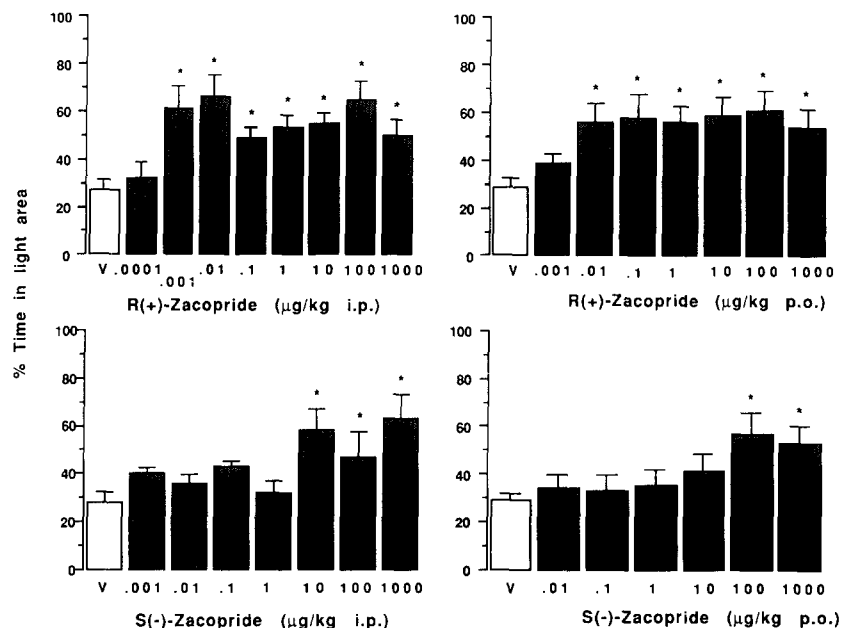 % Time in light area
100
80
60
40
20
0
* * * * * * *
V .0001 .001 .01 .1 1 10 100 1000
R(+)-Zacopride (μg/kg i.p.)
100
80
60
40
20
0
* * * * * *
V .001 .01 .1 1 10 100 1000
R(+)-Zacopride (μg/kg p.o.)
100
80
60
40
20
0
* * *
V .001 .01 .1 1 10 100 1000
S(-)-Zacopride (μg/kg i.p.)
100
80
60
40
20
0
* *
V .01 .1 1 10 100 1000
S(-)-Zacopride (μg/kg p.o.)